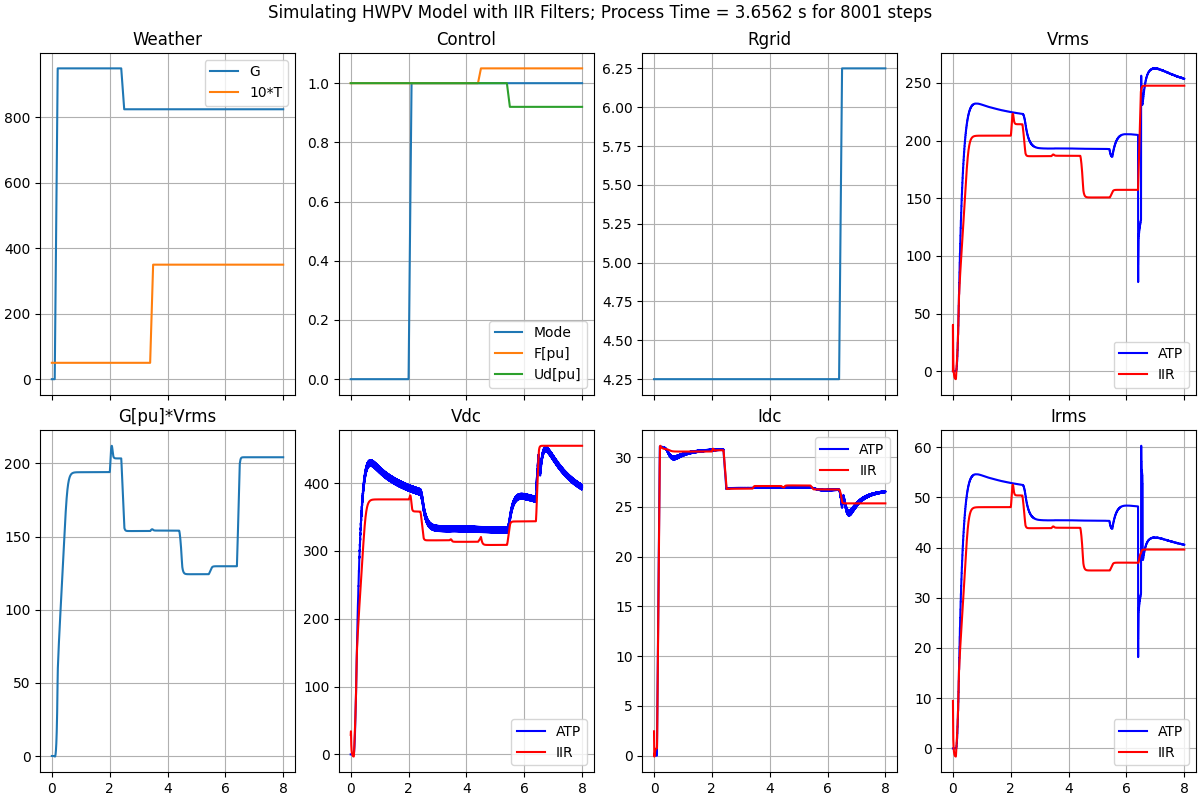 Simulating HWPV Model with IIR Filters; Process Time = 3.6562 s for 8001 steps
Weather
G
10*T
800
600
400
200
0
Control
1.0
0.8
0.6
0.4
0.2
0.0
Mode
F[pu]
Ud[pu]
Rgrid
6.25
6.00
5.75
5.50
5.25
5.00
4.75
4.50
4.25
Vrms
250
200
150
100
50
0
ATP
IIR
G[pu]*Vrms
200
150
100
50
0
0 2 4 6 8
Vdc
400
300
200
100
0
ATP
IIR
0 2 4 6 8
Idc
30
25
20
15
10
5
0
ATP
IIR
0 2 4 6 8
Irms
60
50
40
30
20
10
0
ATP
IIR
0 2 4 6 8